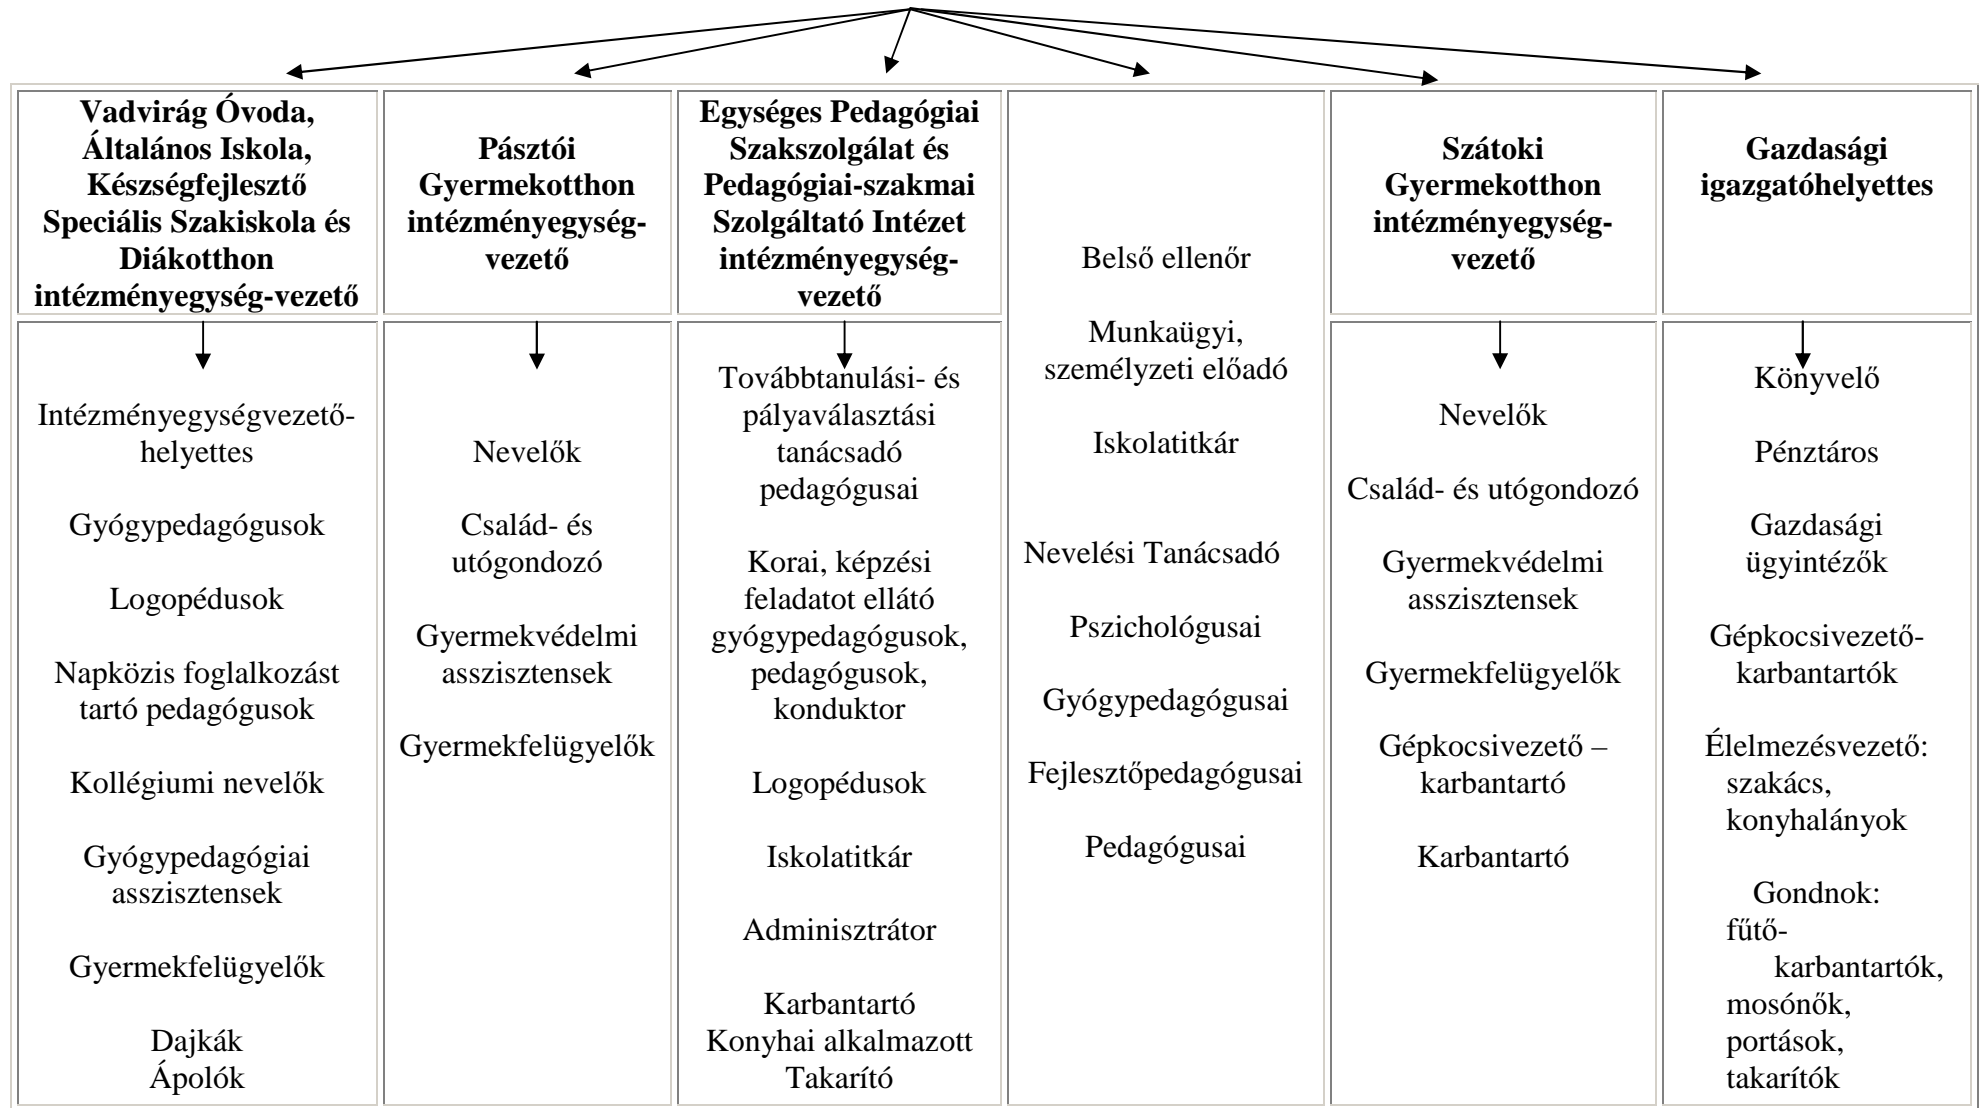 Vadvirág Óvoda,
Általános Iskola,
Készségfejlesztő
Speciális Szakiskola és
Diákotthon
intézményegység-vezető
Pásztói
Gyermekotthon
intézményegység-
vezető
Egységes Pedagógiai
Szakszolgálat és
Pedagógiai-szakmai
Szolgáltató Intézet
intézményegység-
vezető
Belső ellenőr
Munkaügyi,
személyzeti előadó
Iskolatitkár
Nevelési Tanácsadó
Pszichológusai
Gyógypedagógusai
Fejlesztőpedagógusai
Pedagógusai
Szátoki
Gyermekotthon
intézményegység-
vezető
Gazdasági
igazgatóhelyettes
Intézményegységvezető-
helyettes
Gyógypedagógusok
Logopédusok
Napközis foglalkozást
tartó pedagógusok
Kollégiumi nevelők
Gyógypedagógiai
asszisztensek
Gyermekfelügyelők
Dajkák
Ápolók
Nevelők
Család- és
utógondozó
Gyermekvédelmi
asszisztensek
Gyermekfelügyelők
Továbbtanulási- és
pályaválasztási
tanácsadó
pedagógusai
Korai, képzési
feladatot ellátó
gyógypedagógusok,
pedagógusok,
konduktor
Logopédusok
Iskolatitkár
Adminisztrátor
Karbantartó
Konyhai alkalmazott
Takarító
Nevelők
Család- és utógondozó
Gyermekvédelmi
asszisztensek
Gyermekfelügyelők
Gépkocsivezető –
karbantartó
Karbantartó
Könyvelő
Pénztáros
Gazdasági
ügyintézők
Gépkocsivezető-
karbantartók
Élelmezésvezető:
szakács,
konyhalányok
Gondnok:
fűtő-
karbantartók,
mosónők,
portások,
takarítók